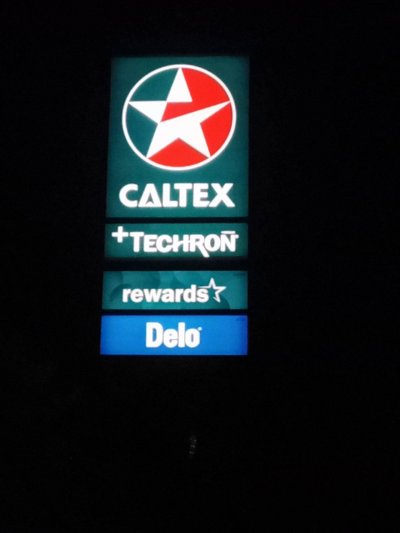 CALTEX
+TECHRON
rewards
Delo